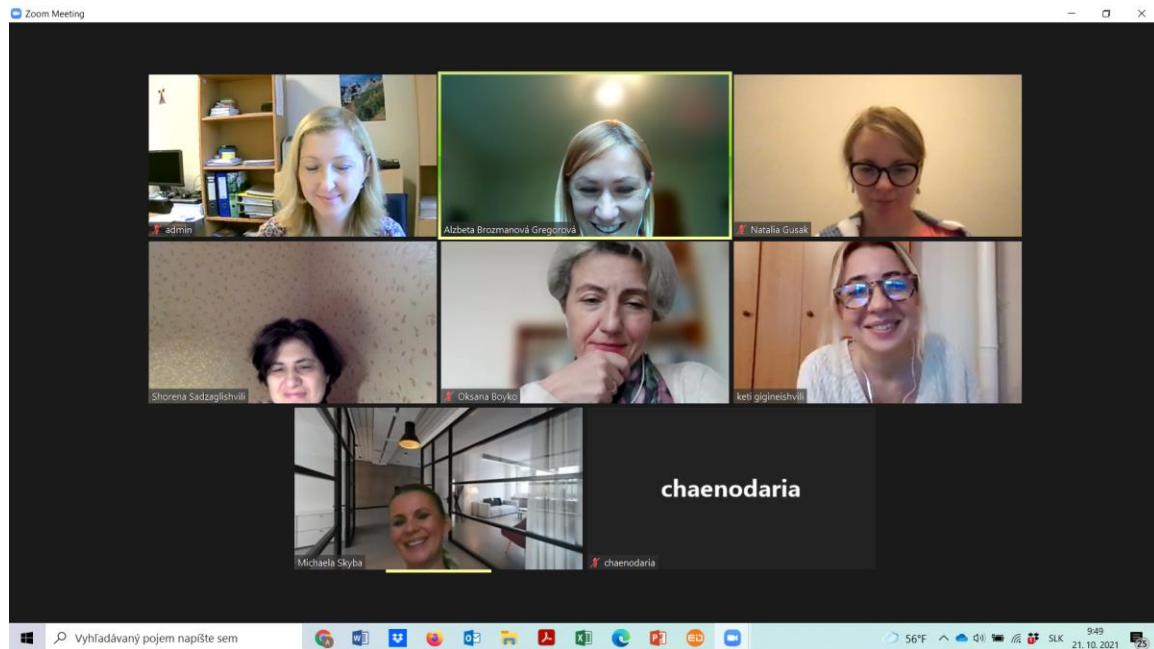 Zoom Meeting
admin
Alzbeta Brozmanová Gregorová
Natalia Gusak
Shorena Sadzaglishvili
Oksana Boyko
keti gigineishvili
Michaela Skyba
chaenodaria
chaenodaria
Vyhľadávaný pojem napíšte sem
56°F
SLK
9:49
21. 10. 2021
25